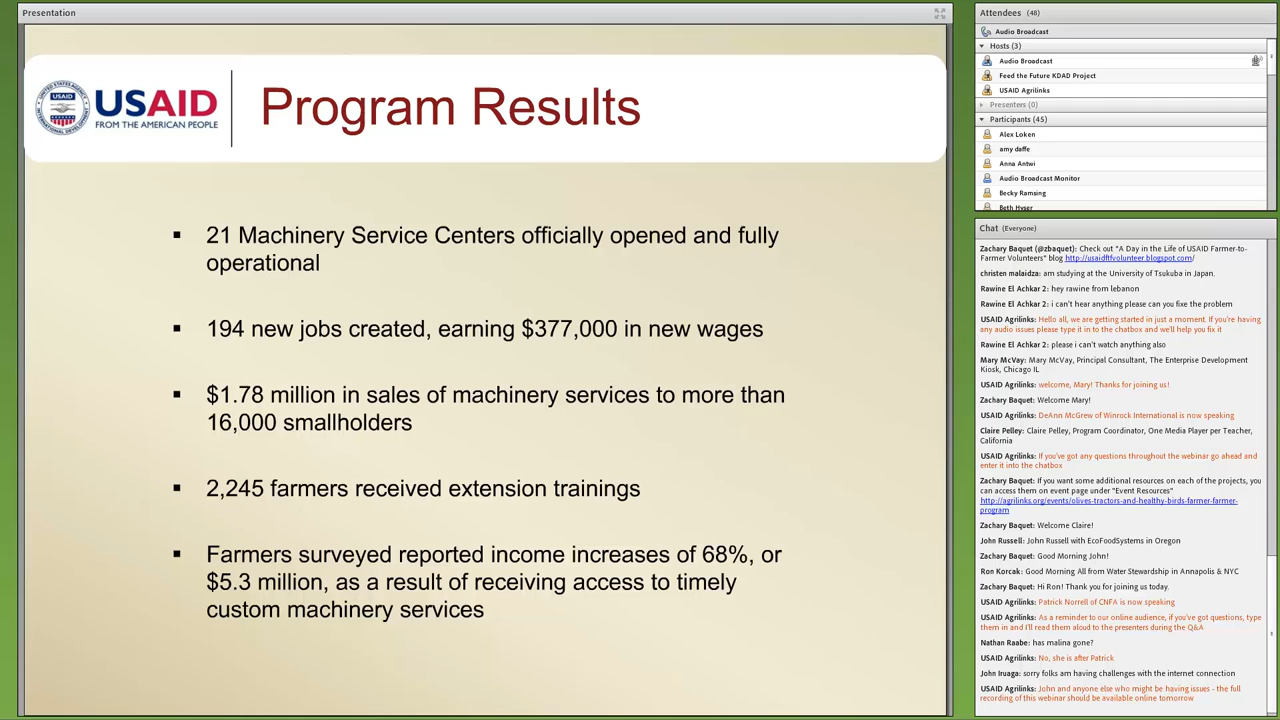 Presentation
USAID
FROM THE AMERICAN PEOPLE
Program Results
▪ 21 Machinery Service Centers officially opened and fully
operational
▪ 194 new jobs created, earning $377,000 in new wages
▪ $1.78 million in sales of machinery services to more than
16,000 smallholders
▪ 2,245 farmers received extension trainings
▪ Farmers surveyed reported income increases of 68%, or
$5.3 million, as a result of receiving access to timely
custom machinery services
Attendees (48)
Audio Broadcast
Hosts (3)
Audio Broadcast
Feed the Future KDAD Project
USAID Agrilinks
Presenters (0)
Participants (45)
Alex Loken
amy daffe
Anna Antwi
Audio Broadcast Monitor
Becky Ramsing
Beth Hyser
Chat (Everyone)
Zachary Baquet (@zbaquet): Check out "A Day in the Life of USAID Farmer-to-
Farmer Volunteers" blog http://usaidftfvolunteer.blogspot.com/
christen malaidza: am studying at the University of Tsukuba in Japan.
Rawine El Achkar 2: hey rawine from lebanon
Rawine El Achkar 2: i can't hear anything please can you fixe the problem
USAID Agrilinks: Hello all, we are getting started in just a moment. If you're having
any audio issues please type it in to the chatbox and we'll help you fix it
Rawine El Achkar 2: please i can't watch anything also
Mary McVay: Mary McVay, Principal Consultant, The Enterprise Development
Kiosk, Chicago IL
USAID Agrilinks: welcome, Mary! Thanks for joining us!
Zachary Baquet: Welcome Mary!
USAID Agrilinks: DeAnn McGrew of Winrock International is now speaking
Claire Pelley: Claire Pelley, Program Coordinator, One Media Player per Teacher,
California
USAID Agrilinks: If you've got any questions throughout the webinar go ahead and
enter it into the chatbox
Zachary Baquet: If you want some additional resources on each of the projects, you
can access them on event page under "Event Resources"
http://agrilinks.org/events/olives-tractors-and-healthy-birds-farmer-farmer-
program
Zachary Baquet: Welcome Claire!
John Russell: John Russell with EcoFoodSystems in Oregon
Zachary Baquet: Good Morning John!
Ron Korcak: Good Morning All from Water Stewardship in Annapolis & NYC
Zachary Baquet: Hi Ron! Thank you for joining us today.
USAID Agrilinks: Patrick Norrell of CNFA is now speaking
USAID Agrilinks: As a reminder to our online audience, if you've got questions, type
them in and I'll read them aloud to the presenters during the Q&A
Nathan Raabe: has malina gone?
USAID Agrilinks: No, she is after Patrick
John Iruaga: sorry folks am having challenges with the internet connection
USAID Agrilinks: John and anyone else who might be having issues - the full
recording of this webinar should be available online tomorrow